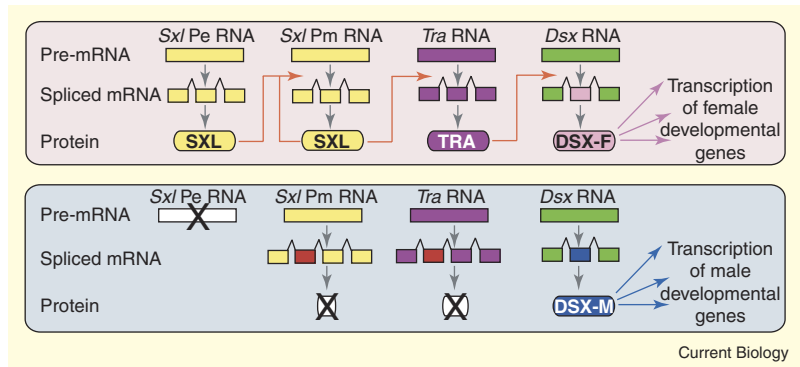 Sxl Pe RNA Sxl Pm RNA Tra RNA Dsx RNA
Pre-mRNA
Spliced mRNA
Protein SXL SXL TRA DSX-F
Transcription
of female
developmental
genes
Sxl Pe RNA Sxl Pm RNA Tra RNA Dsx RNA
Pre-mRNA
Spliced mRNA
Protein X X DSX-M
Transcription
of male
developmental
genes
Current Biology